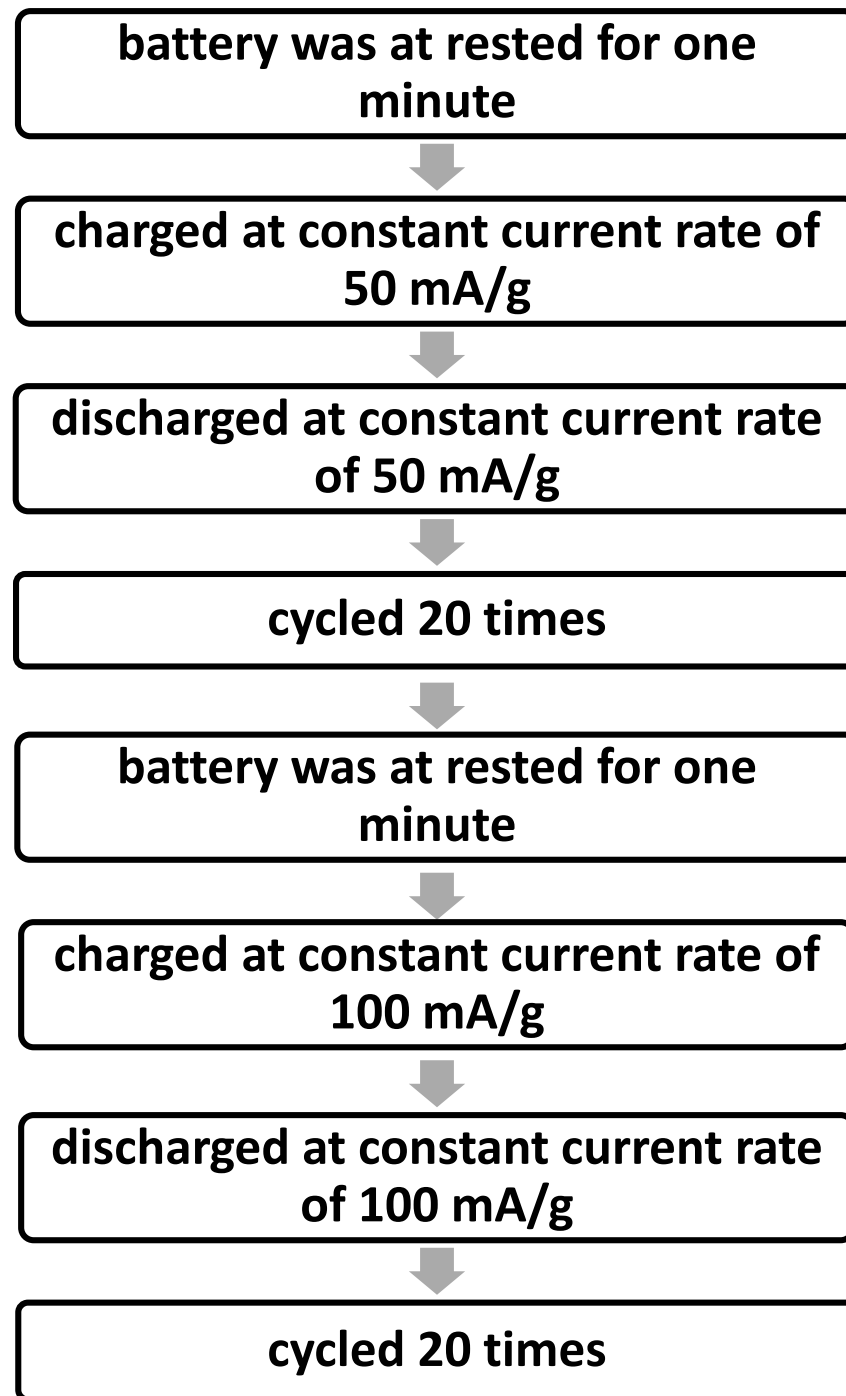 battery was at rested for one
minute
charged at constant current rate of
50 mA/g
discharged at constant current rate
of 50 mA/g
cycled 20 times
battery was at rested for one
minute
charged at constant current rate of
100 mA/g
discharged at constant current rate
of 100 mA/g
cycled 20 times